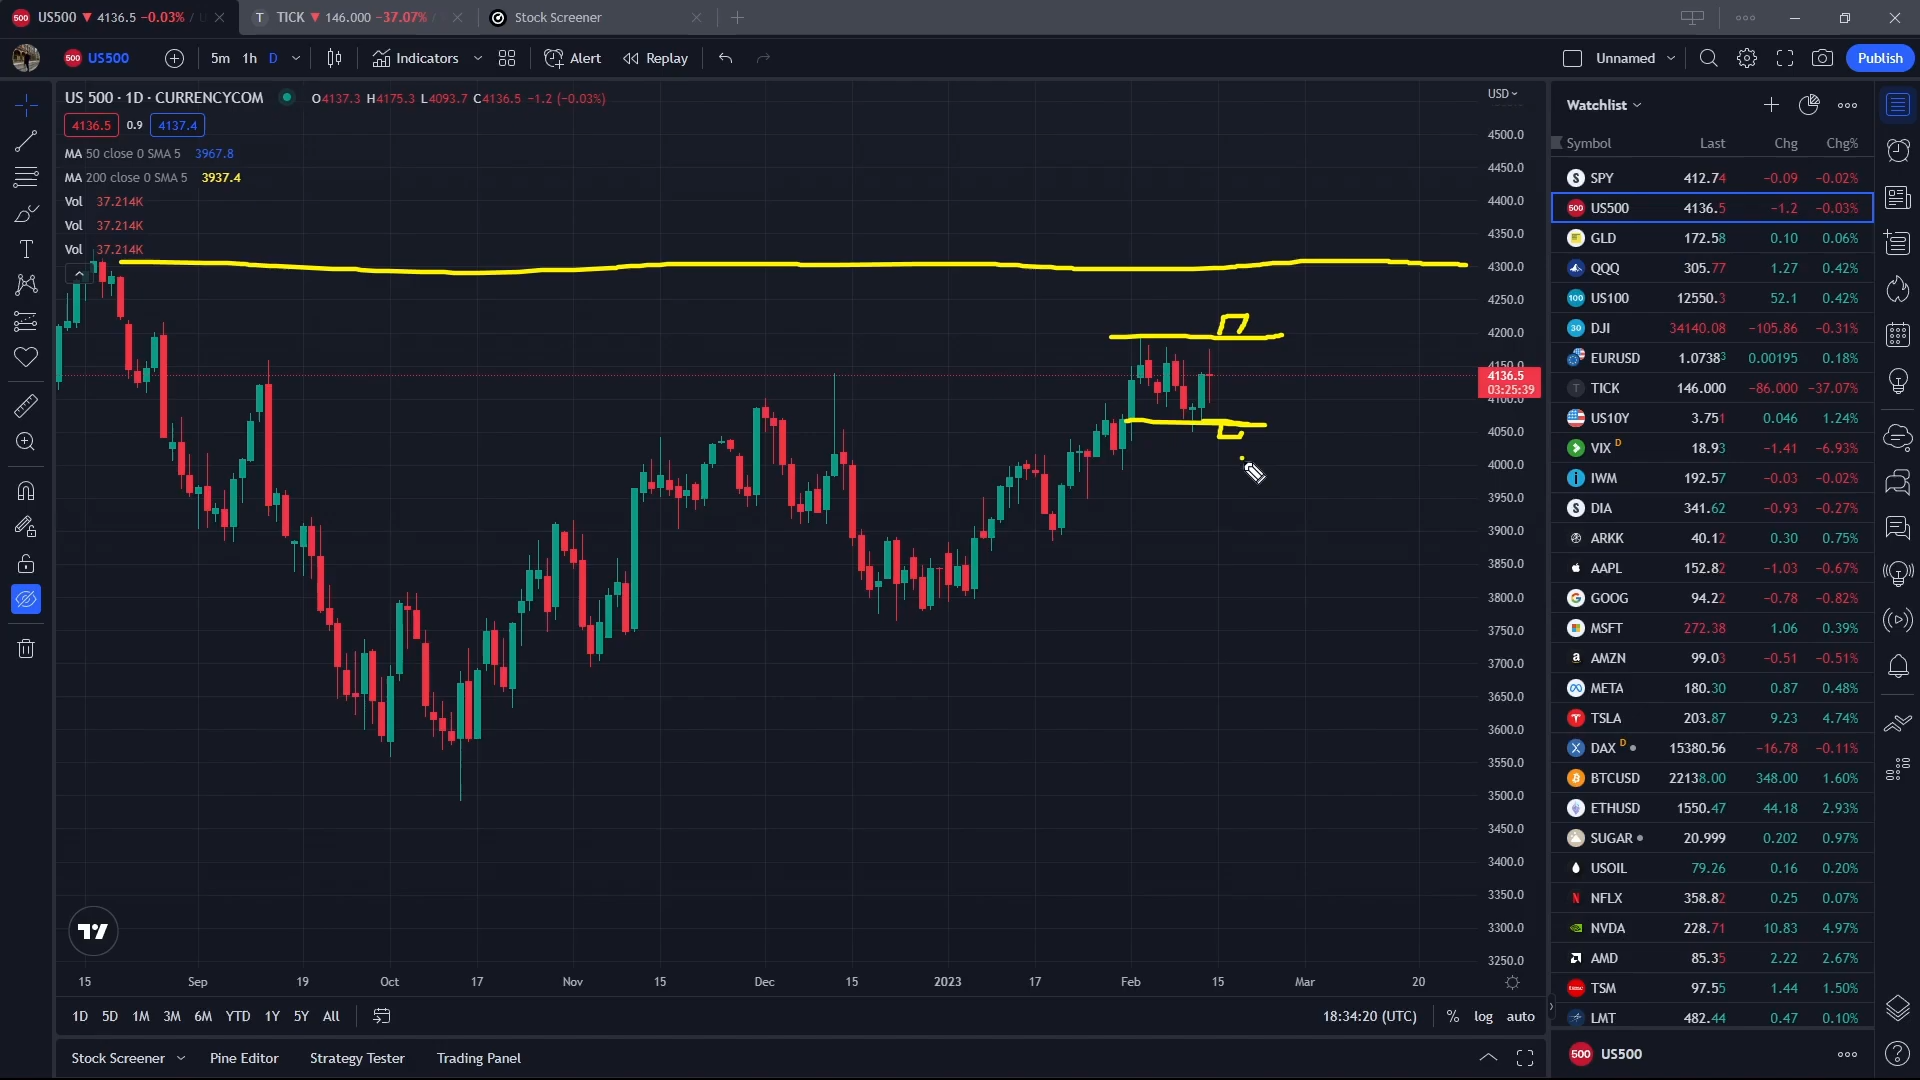 US500 ▼ 4136.5 −0.03% / U
T TICK ▼ 146.000 −37.07% /
Stock Screener
500 US500 5m 1h D Indicators Alert Replay Unnamed Publish
US 500 · 1D · CURRENCYCOM O4137.3 H4175.3 L4093.7 C4136.5 −1.2 (−0.03%)
4136.5 0.9 4137.4
MA 50 close 0 SMA 5 3967.8
MA 200 close 0 SMA 5 3937.4
Vol 37.214K
Vol 37.214K
Vol 37.214K
USD
4500.0
4450.0
4400.0
4350.0
4300.0
4250.0
4200.0
4150.0
4136.5
03:25:39
4100.0
4050.0
4000.0
3950.0
3900.0
3850.0
3800.0
3750.0
3700.0
3650.0
3600.0
3550.0
3500.0
3450.0
3400.0
3350.0
3300.0
3250.0
15 Sep 19 Oct 17 Nov 15 Dec 15 2023 17 Feb 15 Mar 20
1D 5D 1M 3M 6M YTD 1Y 5Y All 18:34:20 (UTC) % log auto
Stock Screener Pine Editor Strategy Tester Trading Panel
Watchlist
Symbol Last Chg Chg%
SPY 412.74 −0.09 −0.02%
US500 4136.5 −1.2 −0.03%
GLD 172.58 0.10 0.06%
QQQ 305.77 1.27 0.42%
US100 12550.3 52.1 0.42%
DJI 34140.08 −105.86 −0.31%
EURUSD 1.07383 0.00195 0.18%
TICK 146.000 −86.000 −37.07%
US10Y 3.751 0.046 1.24%
VIX D 18.93 −1.41 −6.93%
IWM 192.57 −0.03 −0.02%
DIA 341.62 −0.93 −0.27%
ARKK 40.12 0.30 0.75%
AAPL 152.82 −1.03 −0.67%
GOOG 94.22 −0.78 −0.82%
MSFT 272.38 1.06 0.39%
AMZN 99.03 −0.51 −0.51%
META 180.30 0.87 0.48%
TSLA 203.87 9.23 4.74%
DAX D 15380.56 −16.78 −0.11%
BTCUSD 22138.00 348.00 1.60%
ETHUSD 1550.47 44.18 2.93%
SUGAR 20.999 0.202 0.97%
USOIL 79.26 0.16 0.20%
NFLX 358.82 0.25 0.07%
NVDA 228.71 10.83 4.97%
AMD 85.35 2.22 2.67%
TSM 97.55 1.44 1.50%
LMT 482.44 0.47 0.10%
500 US500